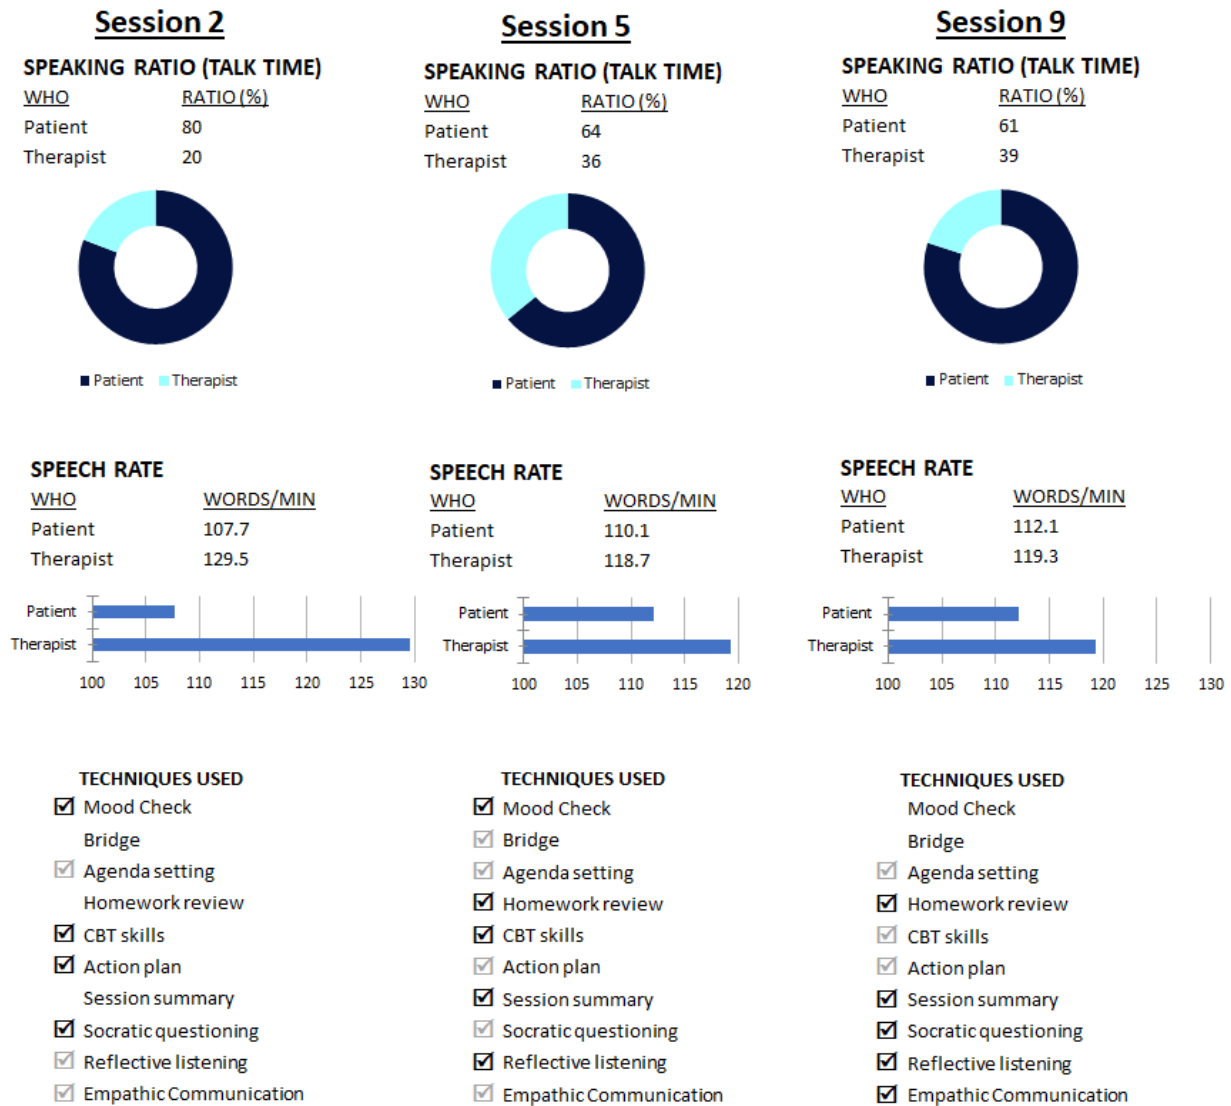 Session 2
SPEAKING RATIO (TALK TIME)
WHO RATIO (%)
Patient 80
Therapist 20
Patient Therapist
SPEECH RATE
WHO WORDS/MIN
Patient 107.7
Therapist 129.5
Patient
Therapist
100 105 110 115 120 125 130
TECHNIQUES USED
Mood Check
Bridge
Agenda setting
Homework review
CBT skills
Action plan
Session summary
Socratic questioning
Reflective listening
Empathic Communication
Session 5
SPEAKING RATIO (TALK TIME)
WHO RATIO (%)
Patient 64
Therapist 36
Patient Therapist
SPEECH RATE
WHO WORDS/MIN
Patient 110.1
Therapist 118.7
Patient
Therapist
100 105 110 115 120
TECHNIQUES USED
Mood Check
Bridge
Agenda setting
Homework review
CBT skills
Action plan
Session summary
Socratic questioning
Reflective listening
Empathic Communication
Session 9
SPEAKING RATIO (TALK TIME)
WHO RATIO (%)
Patient 61
Therapist 39
Patient Therapist
SPEECH RATE
WHO WORDS/MIN
Patient 112.1
Therapist 119.3
Patient
Therapist
100 105 110 115 120 125 130
TECHNIQUES USED
Mood Check
Bridge
Agenda setting
Homework review
CBT skills
Action plan
Session summary
Socratic questioning
Reflective listening
Empathic Communication